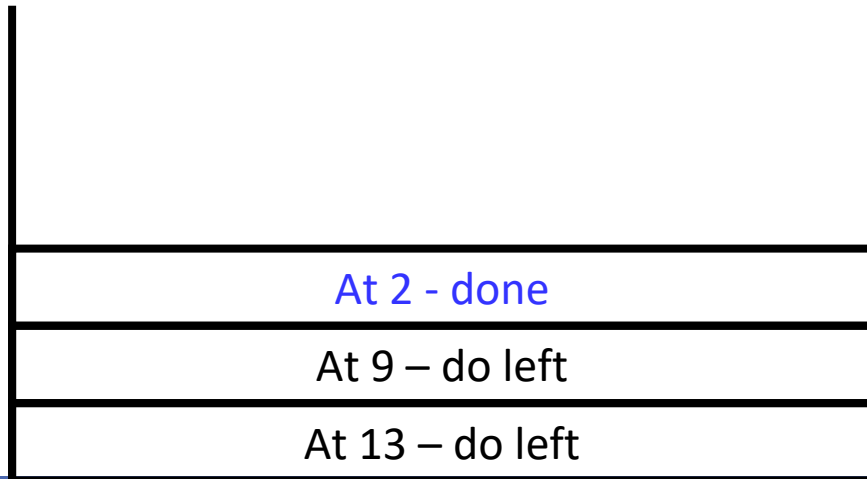 At 2 - done
At 9 – do left
At 13 – do left